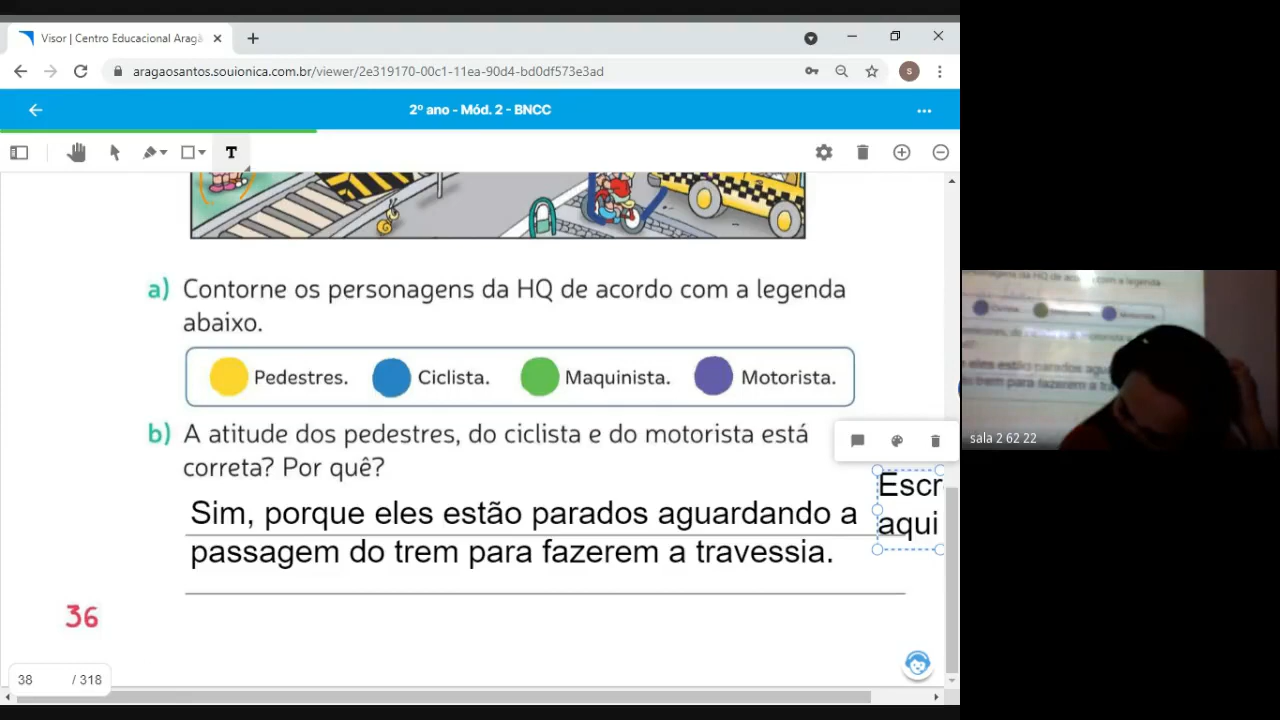 Visor | Centro Educacional Arag
aragaosantos.souionica.com.br/viewer/2e319170-00c1-11ea-90d4-bd0df573e3ad
S
2º ano - Mód. 2 - BNCC
T
a) Contorne os personagens da HQ de acordo com a legenda
abaixo.
Pedestres. Ciclista. Maquinista. Motorista.
b) A atitude dos pedestres, do ciclista e do motorista está
correta? Por quê?
Escr
aqui
Sim, porque eles estão parados aguardando a
passagem do trem para fazerem a travessia.
36
38 / 318
sala 2 62 22